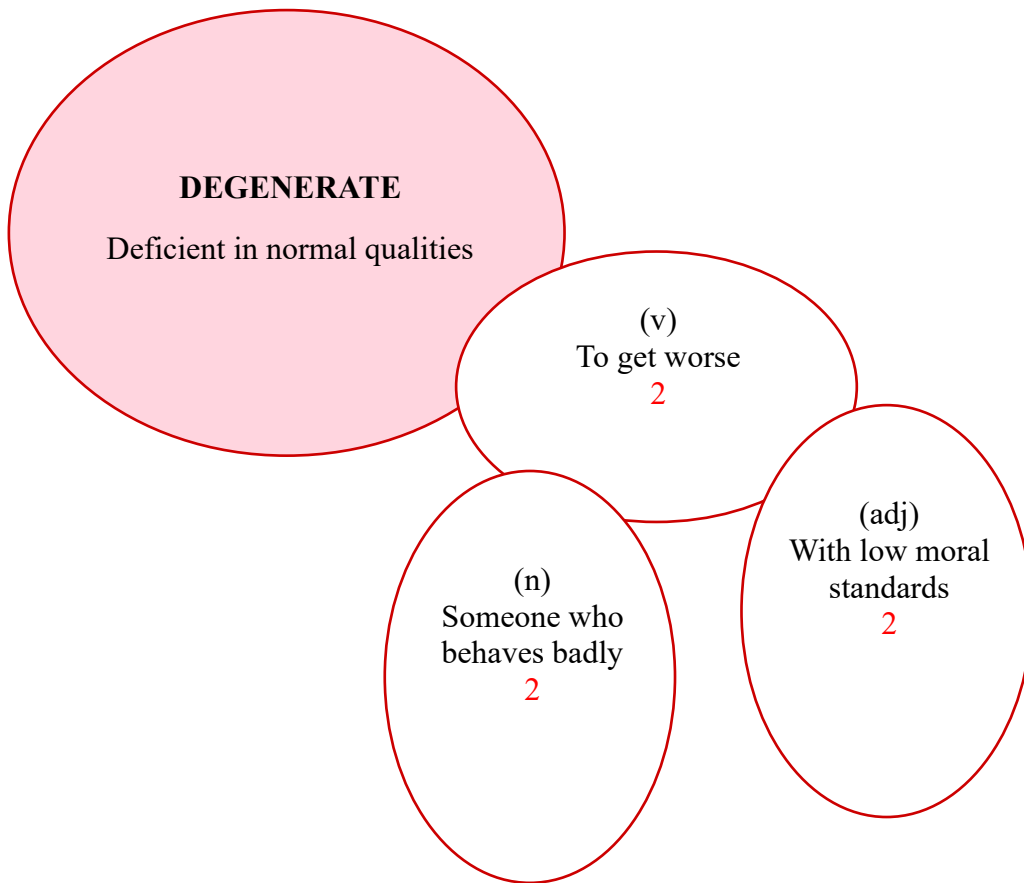 DEGENERATE
Deficient in normal qualities
(v)
To get worse
2
(adj)
With low moral
standards
2
(n)
Someone who
behaves badly
2